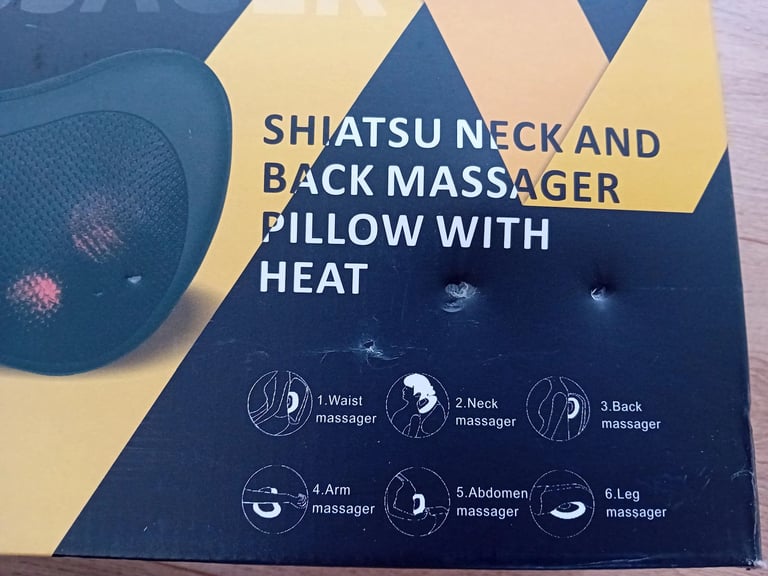 SHIATSU NECK AND
BACK MASSAGER
PILLOW WITH
HEAT
1.Waist
massager
2.Neck
massager
3.Back
massager
4.Arm
massager
5.Abdomen
massager
6.Leg
massager